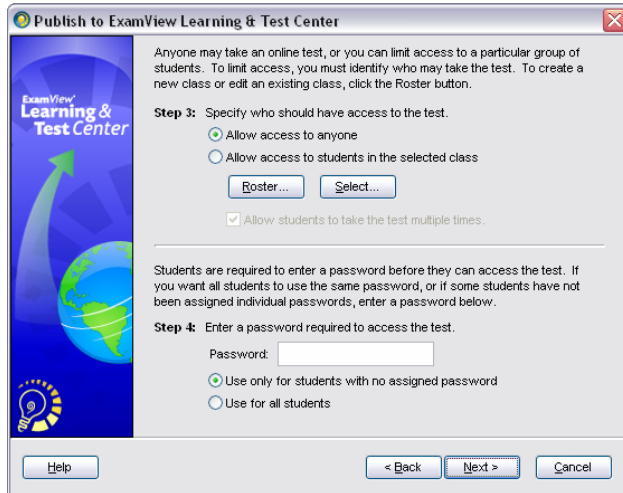 Publish to ExamView Learning & Test Center
Anyone may take an online test, or you can limit access to a particular group of
students. To limit access, you must identify who may take the test. To create a
new class or edit an existing class, click the Roster button.
ExamView®
Learning &
Test Center
Step 3: Specify who should have access to the test.
Allow access to anyone
Allow access to students in the selected class
Roster... Select...
Allow students to take the test multiple times.
Students are required to enter a password before they can access the test. If
you want all students to use the same password, or if some students have not
been assigned individual passwords, enter a password below.
Step 4: Enter a password required to access the test.
Password:
Use only for students with no assigned password
Use for all students
Help < Back Next > Cancel